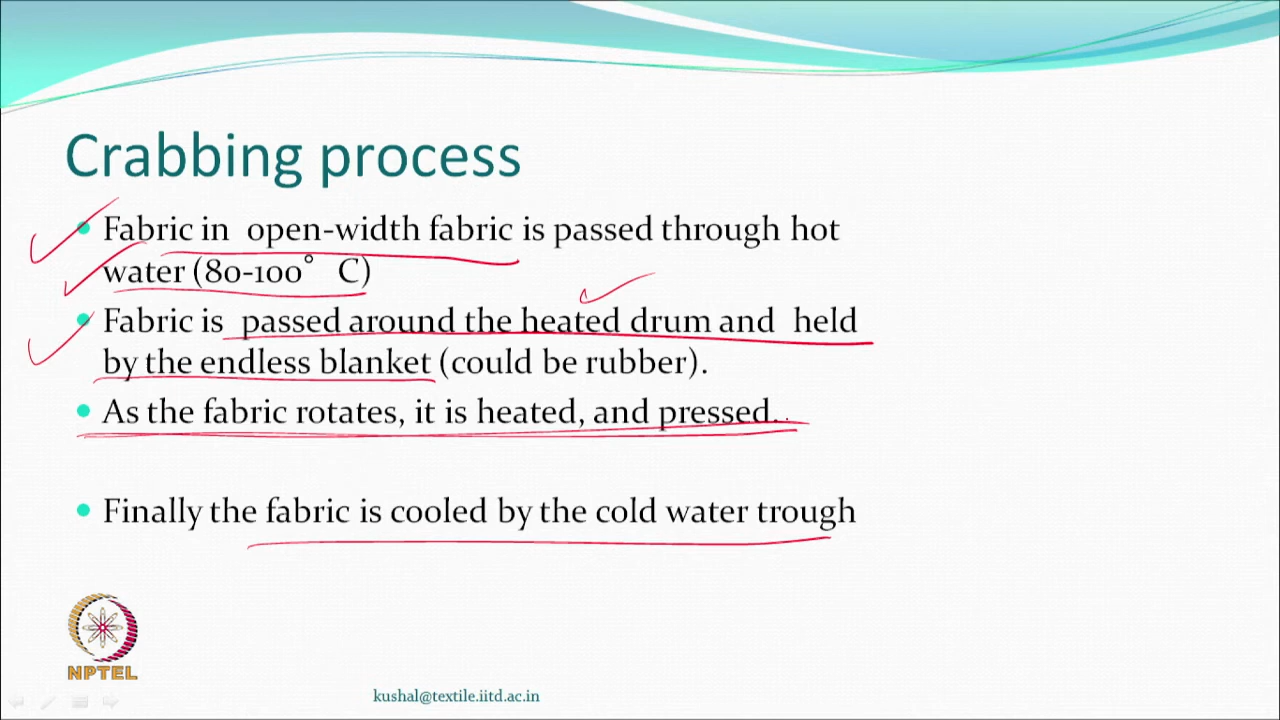 Crabbing process
Fabric in open-width fabric is passed through hot
water (80-100° C)
Fabric is passed around the heated drum and held
by the endless blanket (could be rubber).
As the fabric rotates, it is heated, and pressed.
Finally the fabric is cooled by the cold water trough
NPTEL
kushal@textile.iitd.ac.in